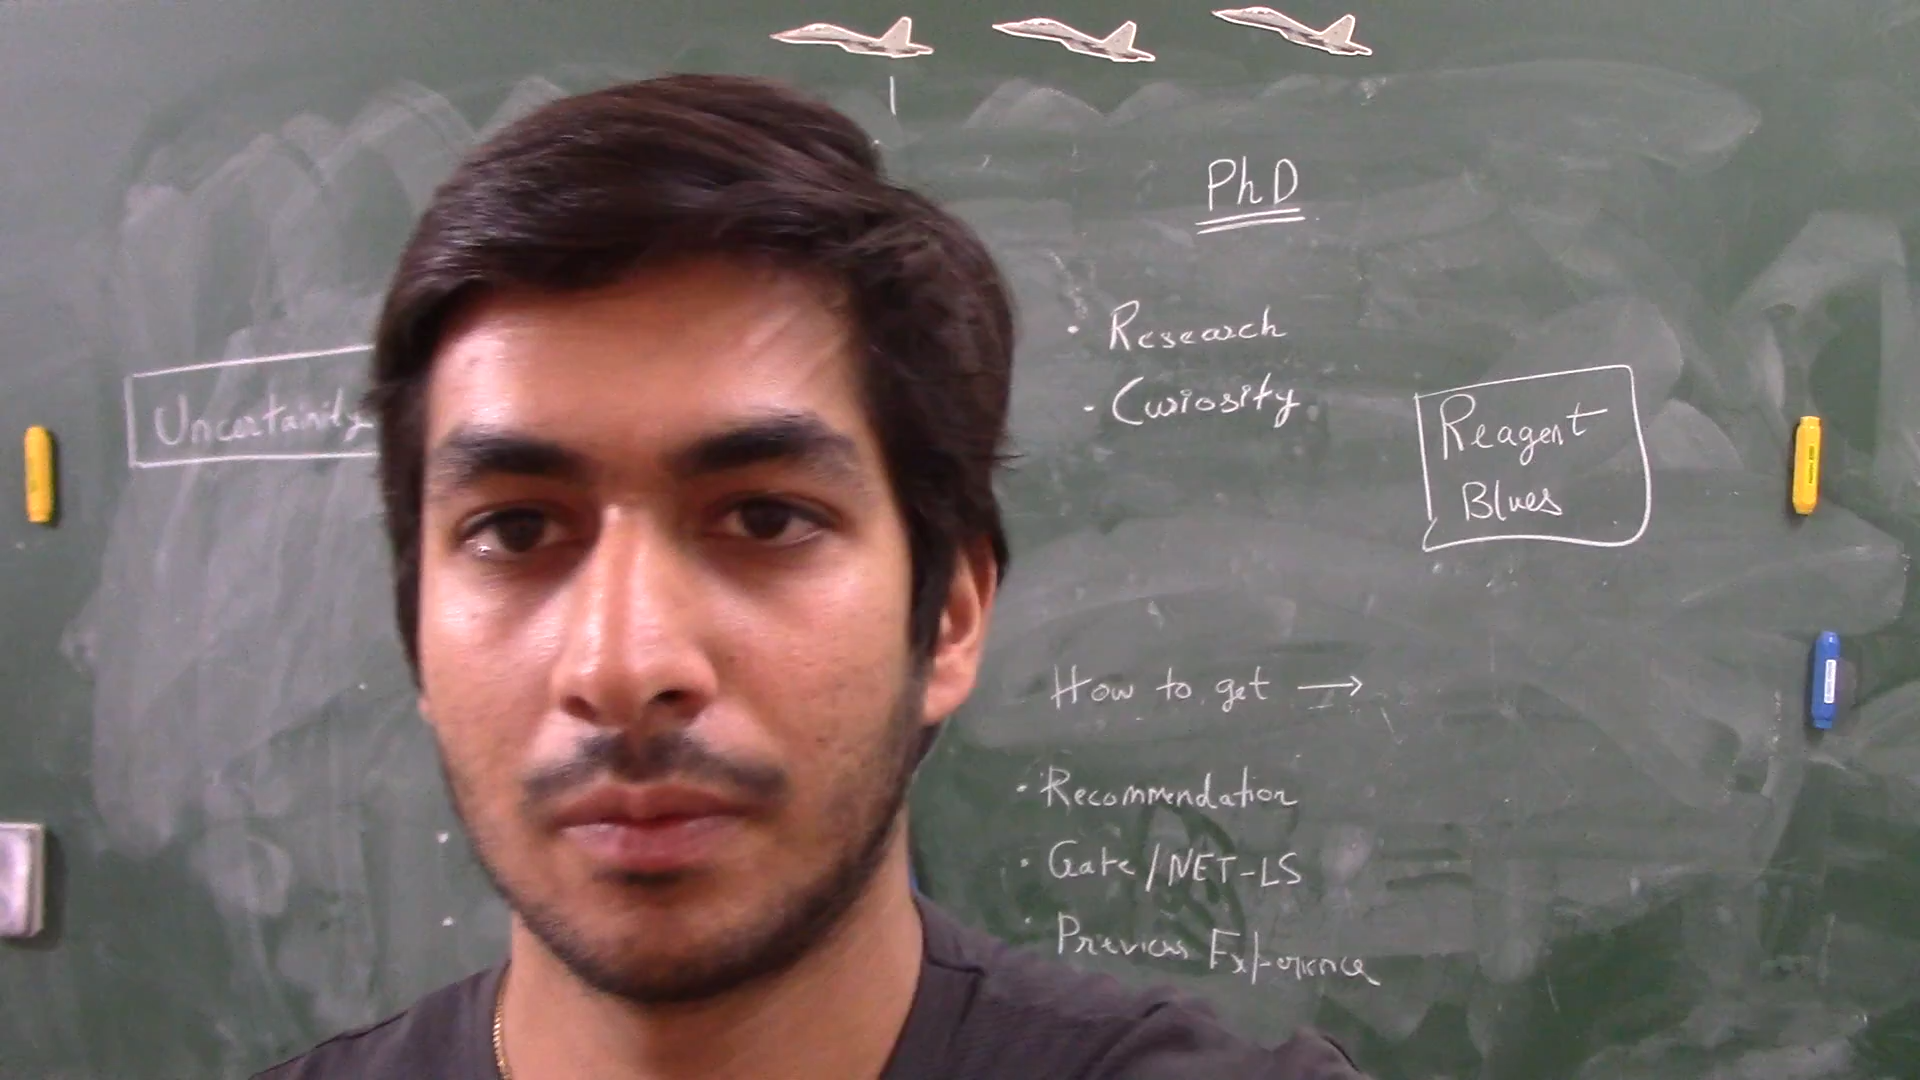 PhD
• Research
• Curiosity
Uncertainity
Reagent
Blues
How to get →
• Recommendation
• Gate/NET-LS
• Previous Experience